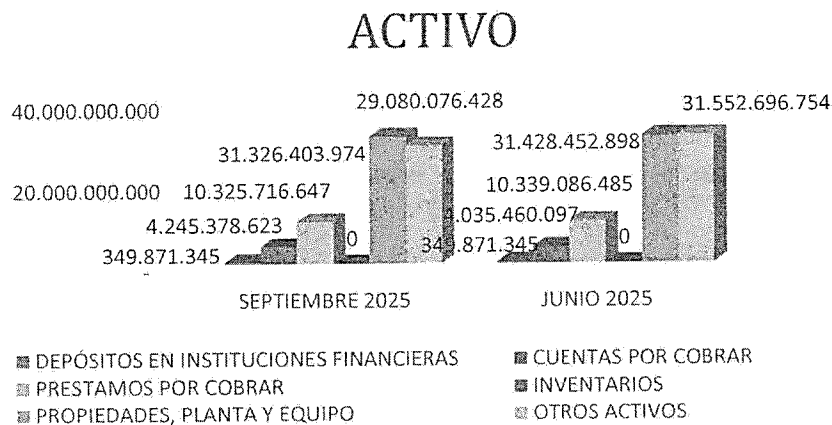 ACTIVO
40.000.000.000
20.000.000.000
29.080.076.428
31.326.403.974
10.325.716.647
4.245.378.623
0
349.871.345
31.552.696.754
31.428.452.898
10.339.086.485
4.035.460.097
0
349.871.345
SEPTIEMBRE 2025
JUNIO 2025
DEPÓSITOS EN INSTITUCIONES FINANCIERAS
CUENTAS POR COBRAR
PRESTAMOS POR COBRAR
INVENTARIOS
PROPIEDADES, PLANTA Y EQUIPO
OTROS ACTIVOS